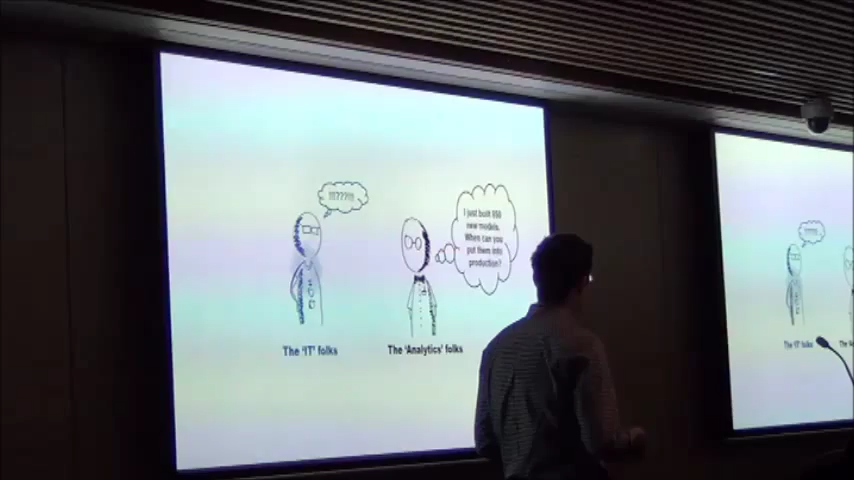 !!!???!!!
I just built 950
new models.
When can you
put them into
production?
The 'IT' folks
The 'Analytics' folks
The 'IT' folks